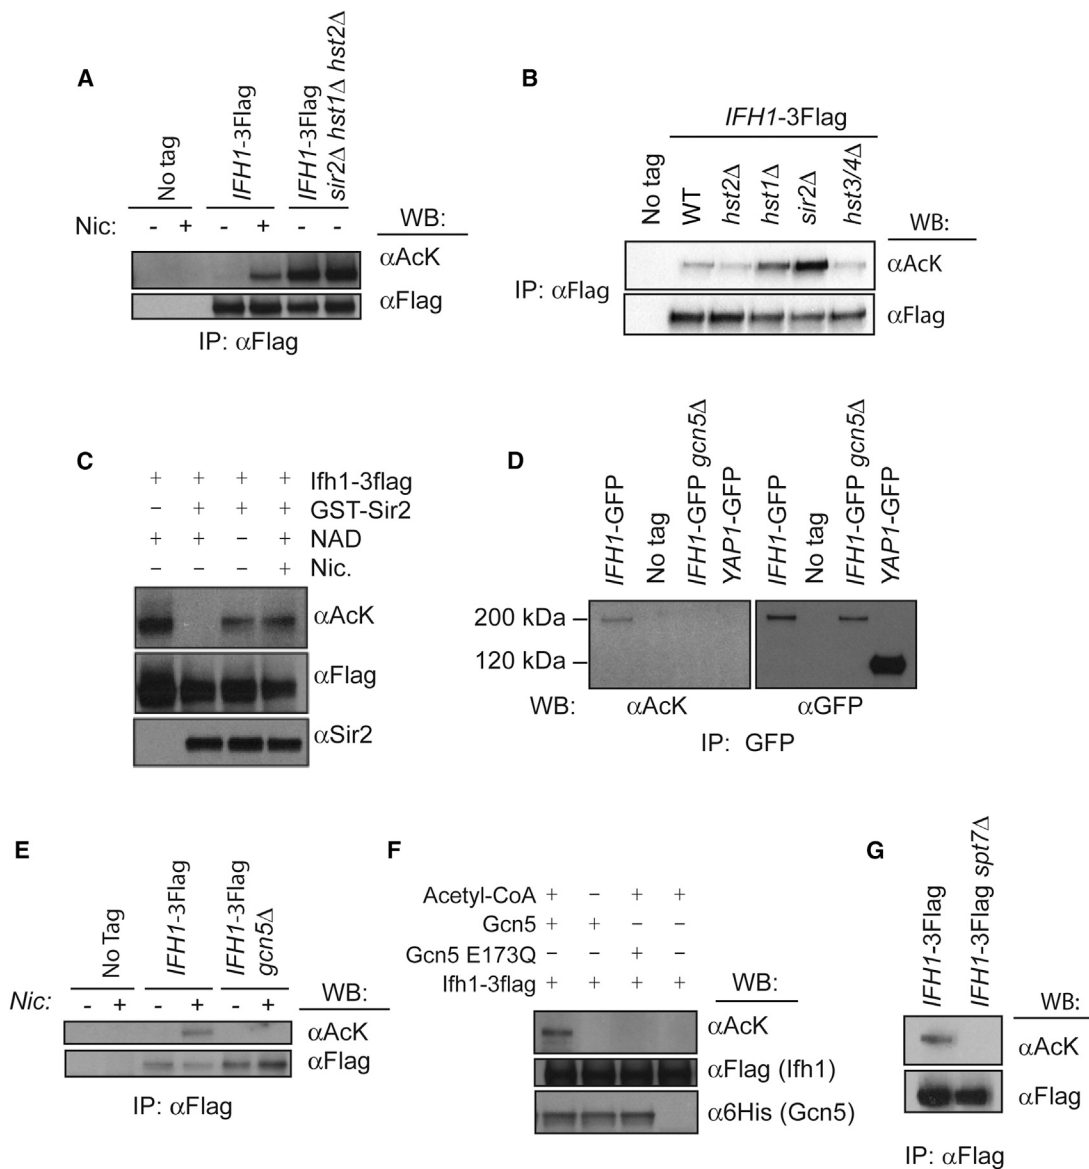 A
No tag
IFH1-3Flag
IFH1-3Flag
sir2Δ hst1Δ hst2Δ
Nic: - + - + - -
WB:
αAcK
αFlag
IP: αFlag
B
IFH1-3Flag
No tag
WT
hst2Δ
hst1Δ
sir2Δ
hst3/4Δ
WB:
IP: αFlag
αAcK
αFlag
C
+ + + + Ifh1-3flag
− + + + GST-Sir2
+ + − + NAD
− − − + Nic.
αAcK
αFlag
αSir2
D
IFH1-GFP
No tag
IFH1-GFP gcn5Δ
YAP1-GFP
IFH1-GFP
No tag
IFH1-GFP gcn5Δ
YAP1-GFP
200 kDa
120 kDa
WB: αAcK αGFP
IP: GFP
E
No Tag
IFH1-3Flag
IFH1-3Flag
gcn5Δ
Nic: - + - + - +
WB:
αAcK
αFlag
IP: αFlag
F
Acetyl-CoA + − + +
Gcn5 + + − −
Gcn5 E173Q − − + −
Ifh1-3flag + + + +
WB:
αAcK
αFlag (Ifh1)
α6His (Gcn5)
G
IFH1-3Flag
IFH1-3Flag spt7Δ
WB:
αAcK
αFlag
IP: αFlag